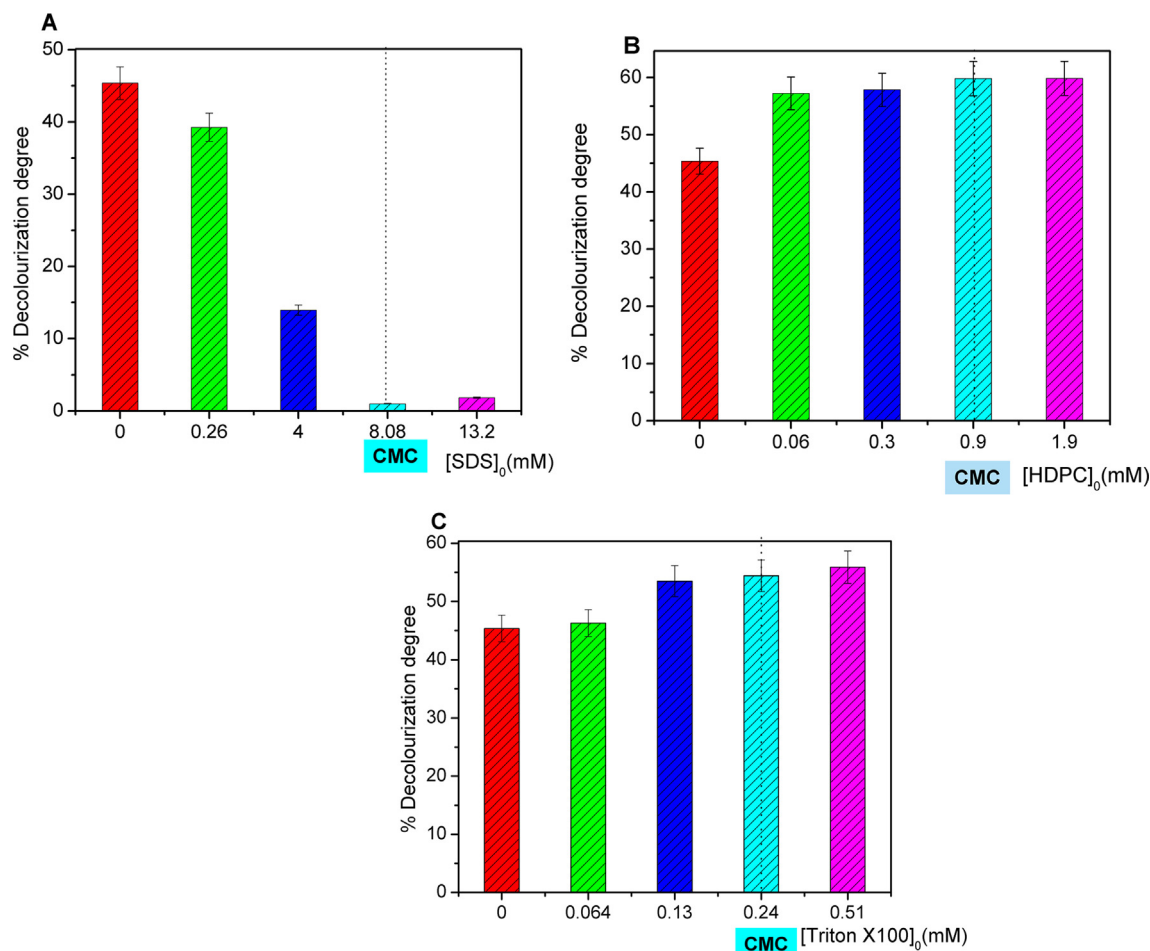 A
% Decolourization degree
50
40
30
20
10
0
0 0.26 4 8.08 13.2
CMC [SDS]₀(mM)
B
% Decolourization degree
60
50
40
30
20
10
0
0 0.06 0.3 0.9 1.9
CMC [HDPC]₀(mM)
C
% Decolourization degree
60
50
40
30
20
10
0
0 0.064 0.13 0.24 0.51
CMC [Triton X100]₀(mM)